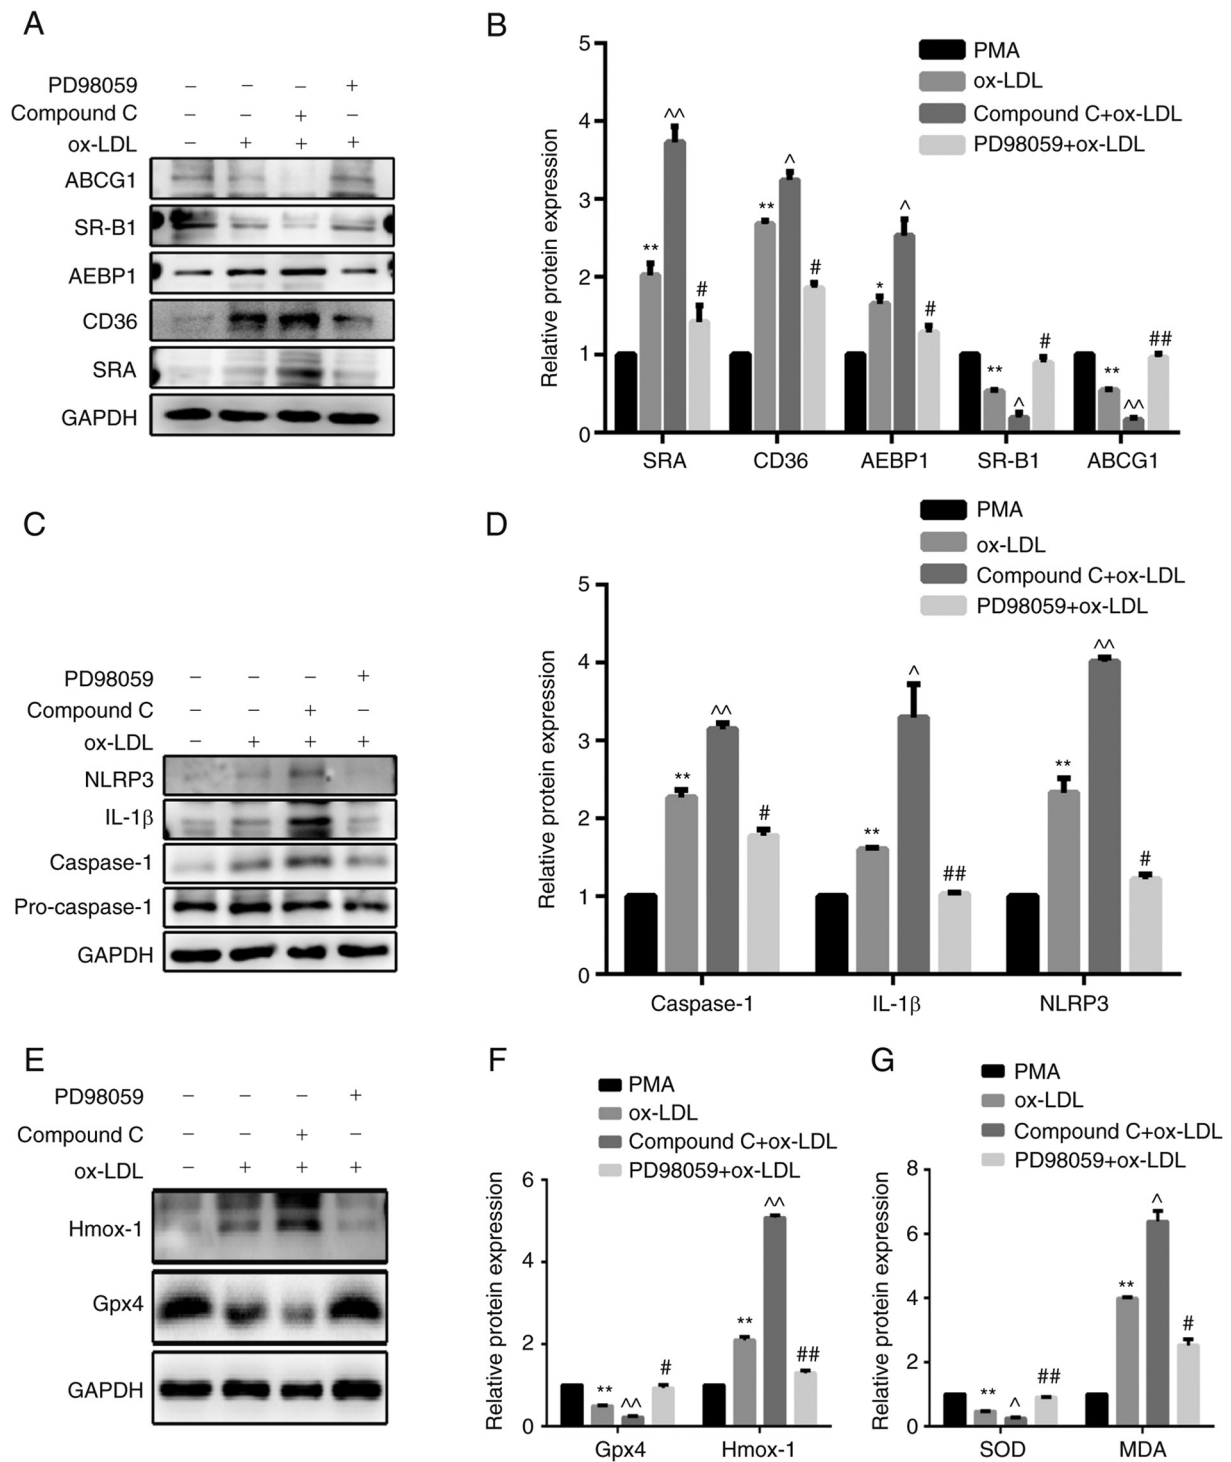 A
PD98059 − − − +
Compound C − − + −
ox-LDL − + + +
ABCG1
SR-B1
AEBP1
CD36
SRA
GAPDH
B
PMA
ox-LDL
Compound C+ox-LDL
PD98059+ox-LDL
Relative protein expression
5
4
3
2
1
0
** ^^ #
** ^ #
* ^ #
** ^ #
** ^^ ##
SRA CD36 AEBP1 SR-B1 ABCG1
C
PD98059 − − − +
Compound C − − + −
ox-LDL − + + +
NLRP3
IL-1β
Caspase-1
Pro-caspase-1
GAPDH
D
PMA
ox-LDL
Compound C+ox-LDL
PD98059+ox-LDL
Relative protein expression
5
4
3
2
1
0
** ^^ #
** ^ ##
** ^^ #
Caspase-1 IL-1β NLRP3
E
PD98059 − − − +
Compound C − − + −
ox-LDL − + + +
Hmox-1
Gpx4
GAPDH
F
PMA
ox-LDL
Compound C+ox-LDL
PD98059+ox-LDL
Relative protein expression
6
4
2
0
** ^^ #
** ^^ ##
Gpx4 Hmox-1
G
PMA
ox-LDL
Compound C+ox-LDL
PD98059+ox-LDL
Relative protein expression
8
6
4
2
0
** ^ ##
** ^ #
SOD MDA